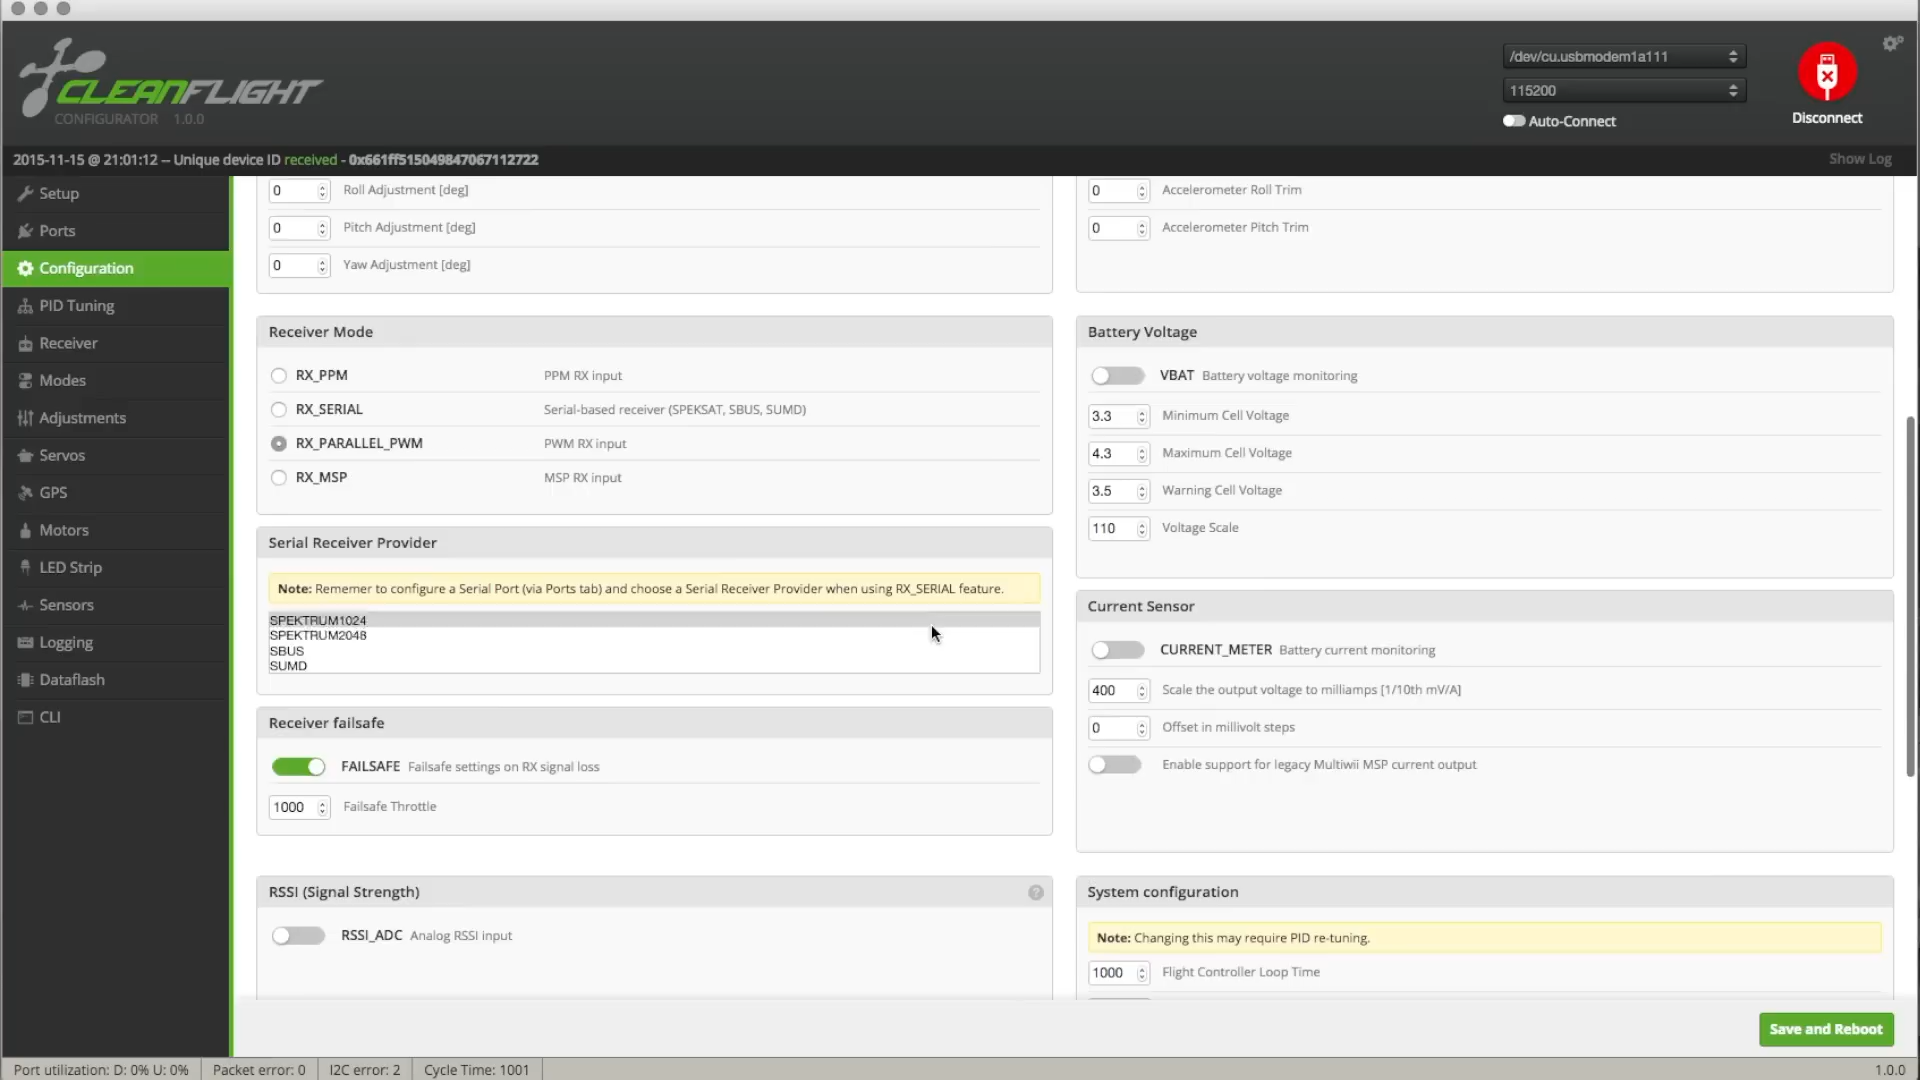 CLEANFLIGHT
CONFIGURATOR 1.0.0
/dev/cu.usbmodem1a111
115200
Auto-Connect
Disconnect
2015-11-15 @ 21:01:12 -- Unique device ID received - 0x661ff515049847067112722
Show Log
Setup
Ports
Configuration
PID Tuning
Receiver
Modes
Adjustments
Servos
GPS
Motors
LED Strip
Sensors
Logging
Dataflash
CLI
0 Roll Adjustment [deg]
0 Pitch Adjustment [deg]
0 Yaw Adjustment [deg]
0 Accelerometer Roll Trim
0 Accelerometer Pitch Trim
Receiver Mode
RX_PPM PPM RX input
RX_SERIAL Serial-based receiver (SPEKSAT, SBUS, SUMD)
RX_PARALLEL_PWM PWM RX input
RX_MSP MSP RX input
Serial Receiver Provider
Note: Rememer to configure a Serial Port (via Ports tab) and choose a Serial Receiver Provider when using RX_SERIAL feature.
SPEKTRUM1024
SPEKTRUM2048
SBUS
SUMD
Receiver failsafe
FAILSAFE Failsafe settings on RX signal loss
1000 Failsafe Throttle
RSSI (Signal Strength)
?
RSSI_ADC Analog RSSI input
Battery Voltage
VBAT Battery voltage monitoring
3.3 Minimum Cell Voltage
4.3 Maximum Cell Voltage
3.5 Warning Cell Voltage
110 Voltage Scale
Current Sensor
CURRENT_METER Battery current monitoring
400 Scale the output voltage to milliamps [1/10th mV/A]
0 Offset in millivolt steps
Enable support for legacy Multiwii MSP current output
System configuration
Note: Changing this may require PID re-tuning.
1000 Flight Controller Loop Time
Save and Reboot
Port utilization: D: 0% U: 0% Packet error: 0 I2C error: 2 Cycle Time: 1001 1.0.0